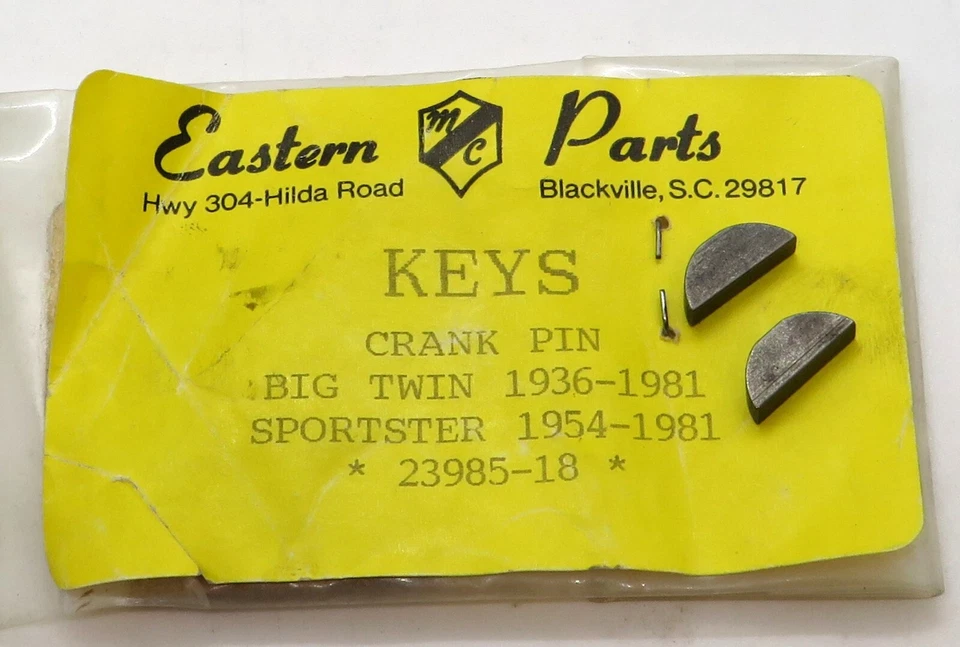 Eastern MC Parts
Hwy 304-Hilda Road Blackville, S.C. 29817
KEYS
CRANK PIN
BIG TWIN 1936-1981
SPORTSTER 1954-1981
* 23985-18 *